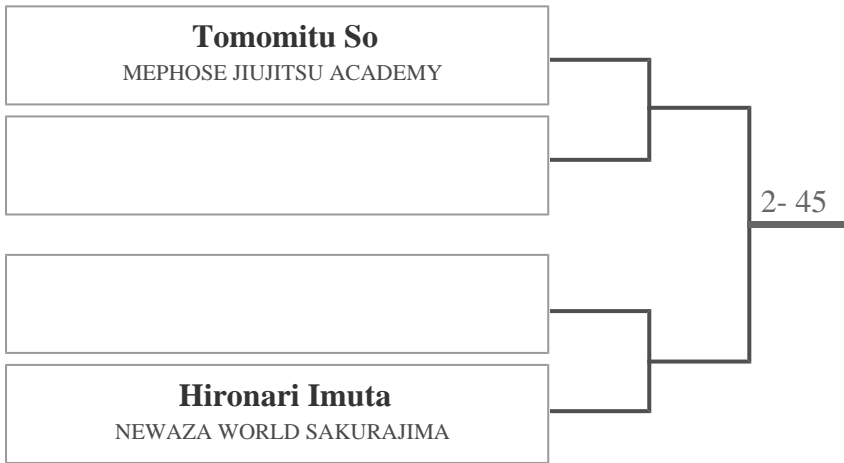 Tomomitu So
MEPHOSE JIUJITSU ACADEMY
2- 45
Hironari Imuta
NEWAZA WORLD SAKURAJIMA